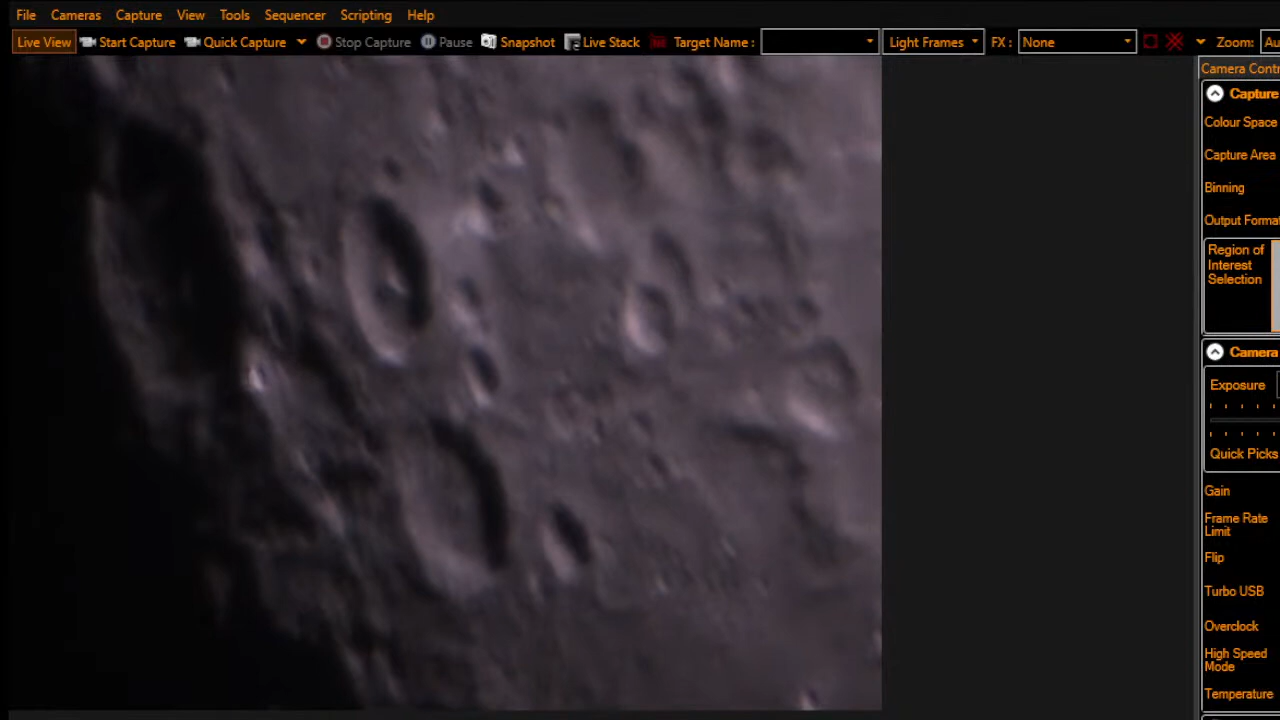 File Cameras Capture View Tools Sequencer Scripting Help
Live View Start Capture Quick Capture Stop Capture Pause Snapshot Live Stack Target Name : Light Frames FX : None Zoom: Au
Camera Contr
Capture
Colour Space
Capture Area
Binning
Output Format
Region of
Interest
Selection
Camera
Exposure
Quick Picks
Gain
Frame Rate
Limit
Flip
Turbo USB
Overclock
High Speed
Mode
Temperature